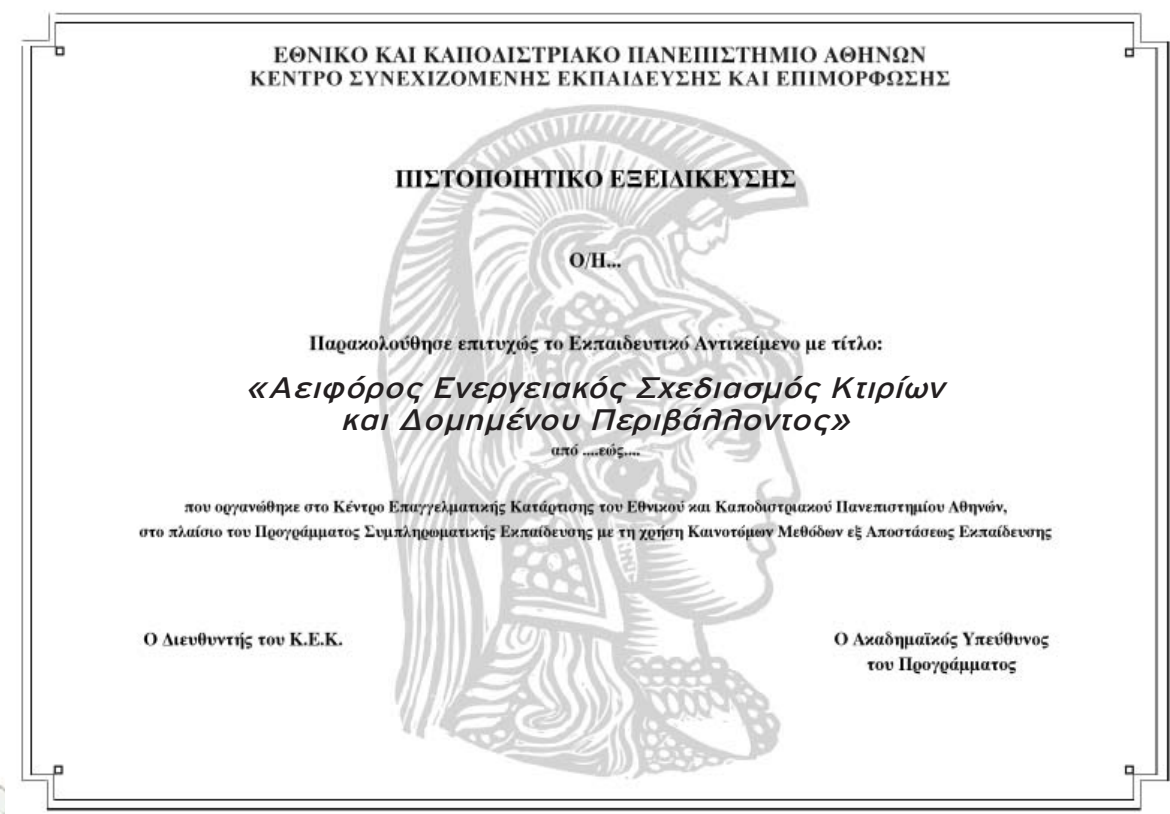 ΕΘΝΙΚΟ ΚΑΙ ΚΑΠΟΔΙΣΤΡΙΑΚΟ ΠΑΝΕΠΙΣΤΗΜΙΟ ΑΘΗΝΩΝ
ΚΕΝΤΡΟ ΣΥΝΕΧΙΖΟΜΕΝΗΣ ΕΚΠΑΙΔΕΥΣΗΣ ΚΑΙ ΕΠΙΜΟΡΦΩΣΗΣ
ΠΙΣΤΟΠΟΙΗΤΙΚΟ ΕΞΕΙΔΙΚΕΥΣΗΣ
Ο/Η...
Παρακολούθησε επιτυχώς το Εκπαιδευτικό Αντικείμενο με τίτλο:
«Αειφόρος Ενεργειακός Σχεδιασμός Κτιρίων
και Δομημένου Περιβάλλοντος»
από ....εώς....
που οργανώθηκε στο Κέντρο Επαγγελματικής Κατάρτισης του Εθνικού και Καποδιστριακού Πανεπιστημίου Αθηνών,
στο πλαίσιο του Προγράμματος Συμπληρωματικής Εκπαίδευσης με τη χρήση Καινοτόμων Μεθόδων εξ Αποστάσεως Εκπαίδευσης
Ο Διευθυντής του Κ.Ε.Κ.
Ο Ακαδημαϊκός Υπεύθυνος
του Προγράμματος